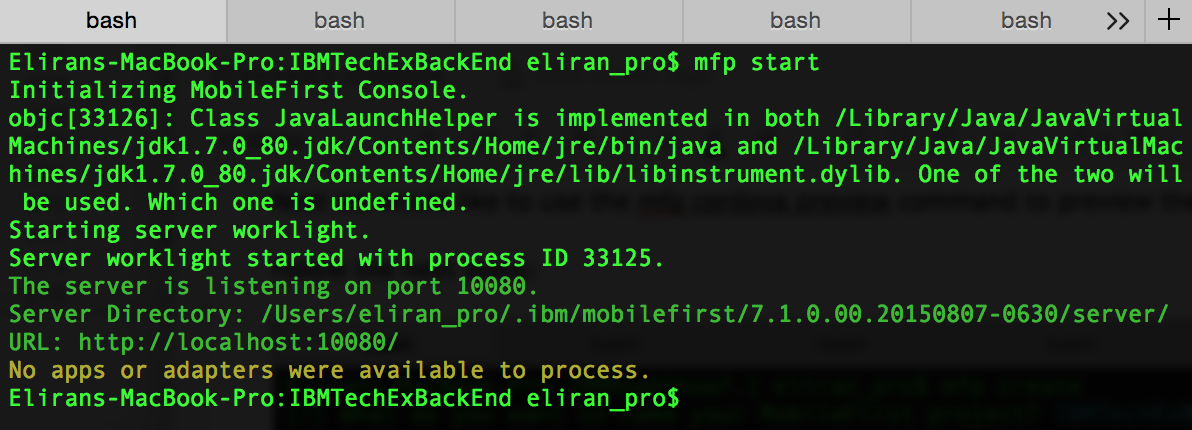 bash bash bash bash bash >> +
Elirans-MacBook-Pro:IBMTechExBackEnd eliran_pro$ mfp start
Initializing MobileFirst Console.
objc[33126]: Class JavaLaunchHelper is implemented in both /Library/Java/JavaVirtual
Machines/jdk1.7.0_80.jdk/Contents/Home/jre/bin/java and /Library/Java/JavaVirtualMac
hines/jdk1.7.0_80.jdk/Contents/Home/jre/lib/libinstrument.dylib. One of the two will
 be used. Which one is undefined.
Starting server worklight.
Server worklight started with process ID 33125.
The server is listening on port 10080.
Server Directory: /Users/eliran_pro/.ibm/mobilefirst/7.1.0.00.20150807-0630/server/
URL: http://localhost:10080/
No apps or adapters were available to process.
Elirans-MacBook-Pro:IBMTechExBackEnd eliran_pro$